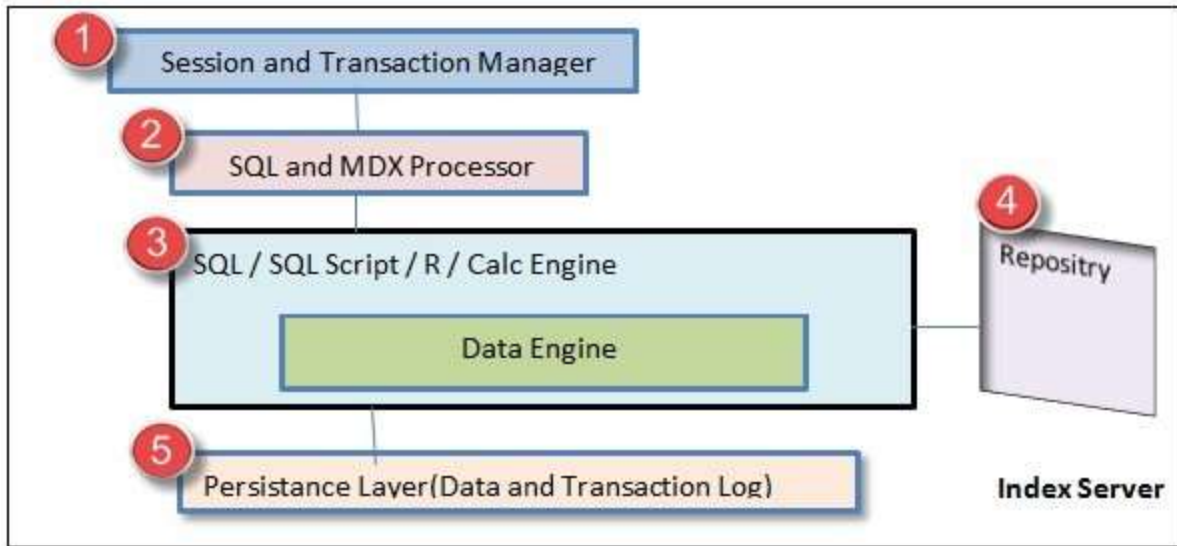 1
Session and Transaction Manager
2
SQL and MDX Processor
3
SQL / SQL Script / R / Calc Engine
Data Engine
4
Repositry
5
Persistance Layer(Data and Transaction Log)
Index Server